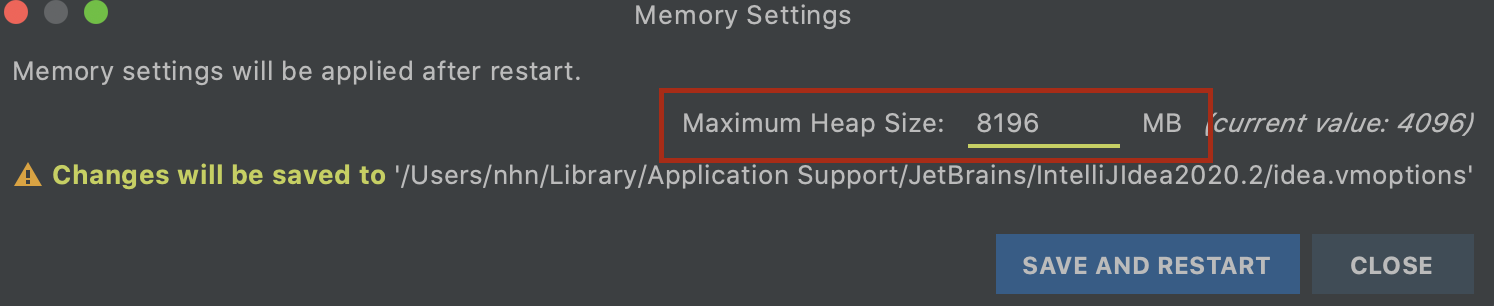 Memory Settings
Memory settings will be applied after restart.
Maximum Heap Size: 8196 MB (current value: 4096)
Changes will be saved to '/Users/nhn/Library/Application Support/JetBrains/IntelliJIdea2020.2/idea.vmoptions'
SAVE AND RESTART CLOSE